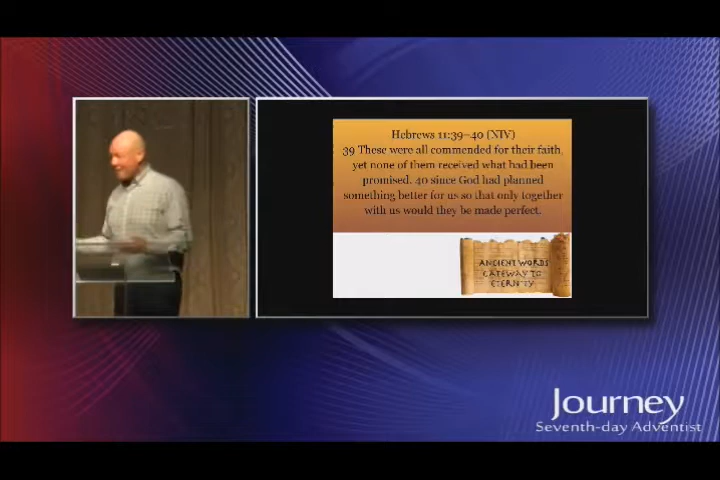 Hebrews 11:39–40 (NIV)
39 These were all commended for their faith,
yet none of them received what had been
promised, 40 since God had planned
something better for us so that only together
with us would they be made perfect.
ANCIENT WORDS
GATEWAY TO
ETERNITY
Journey
Seventh-day Adventist